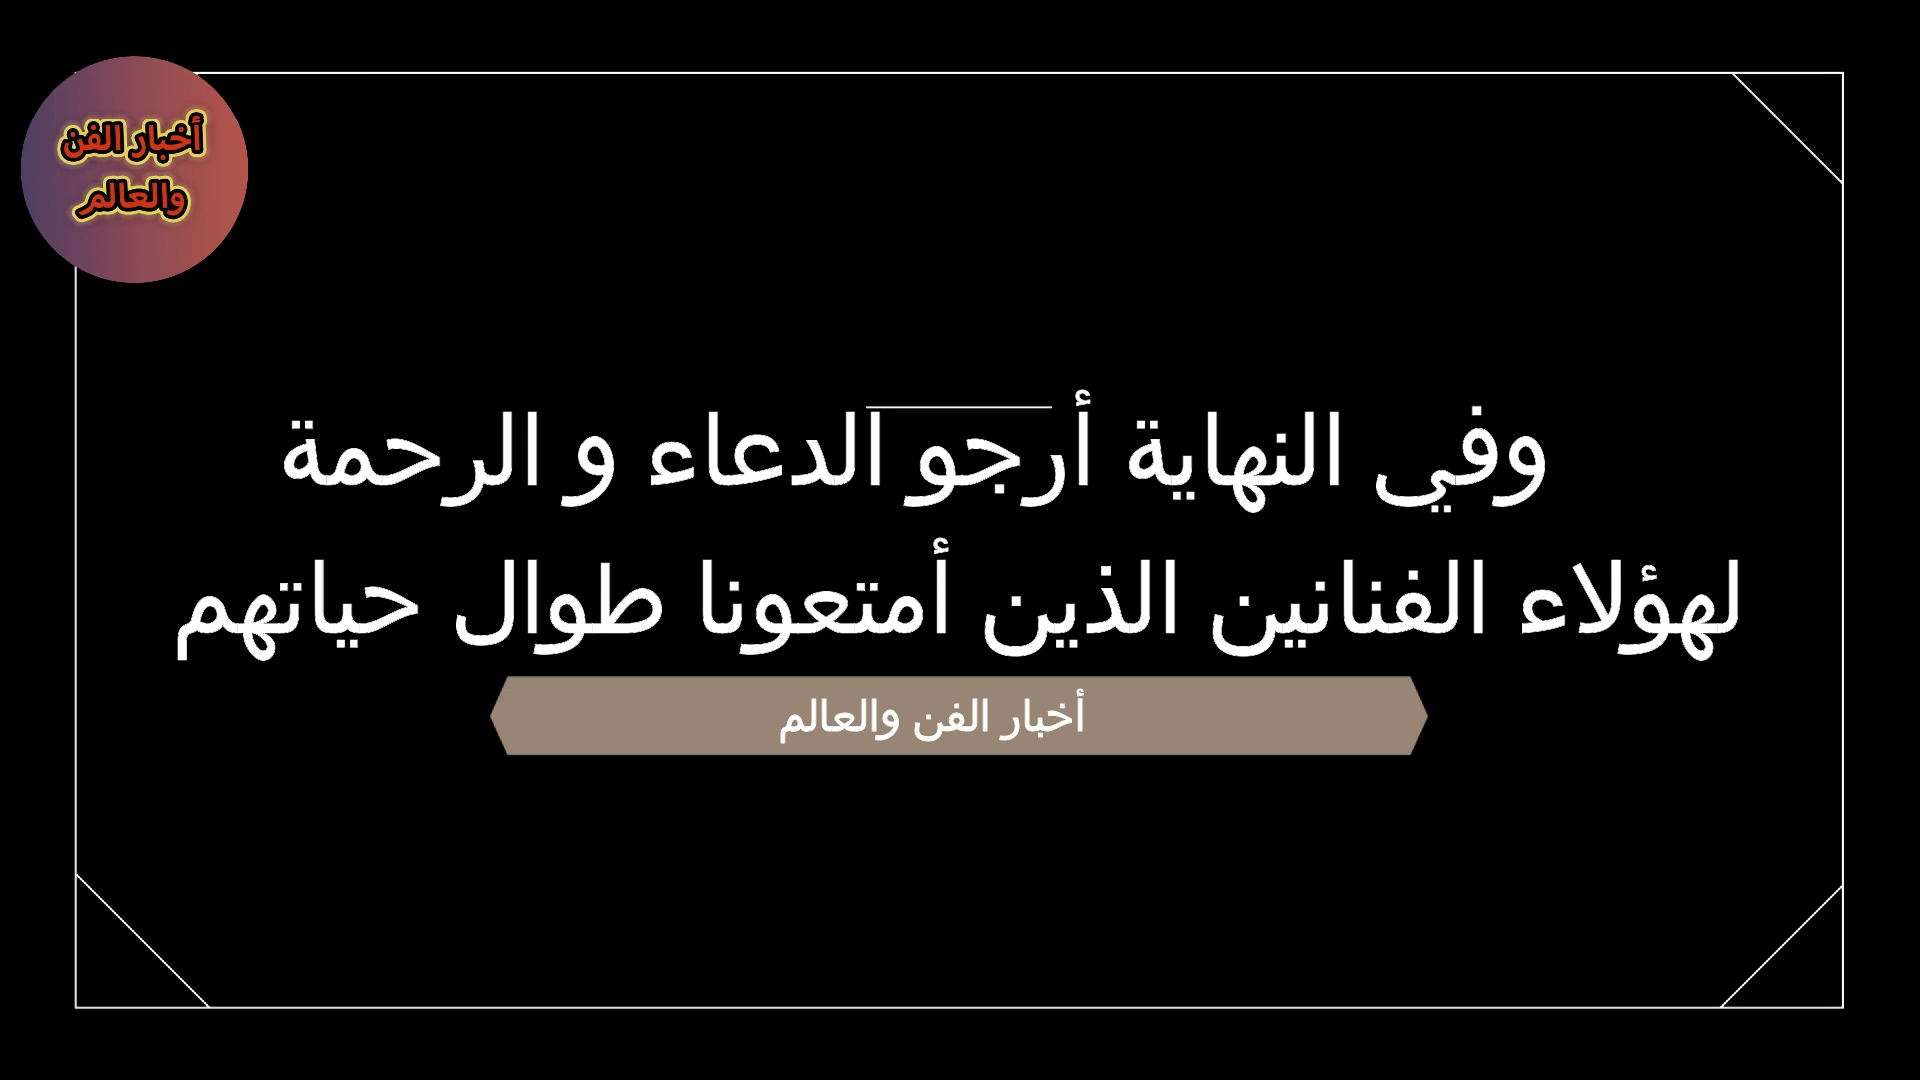 أخبار الفن
والعالم
وفي النهاية أرجو الدعاء و الرحمة
لهؤلاء الفنانين الذين أمتعونا طوال حياتهم
أخبار الفن والعالم